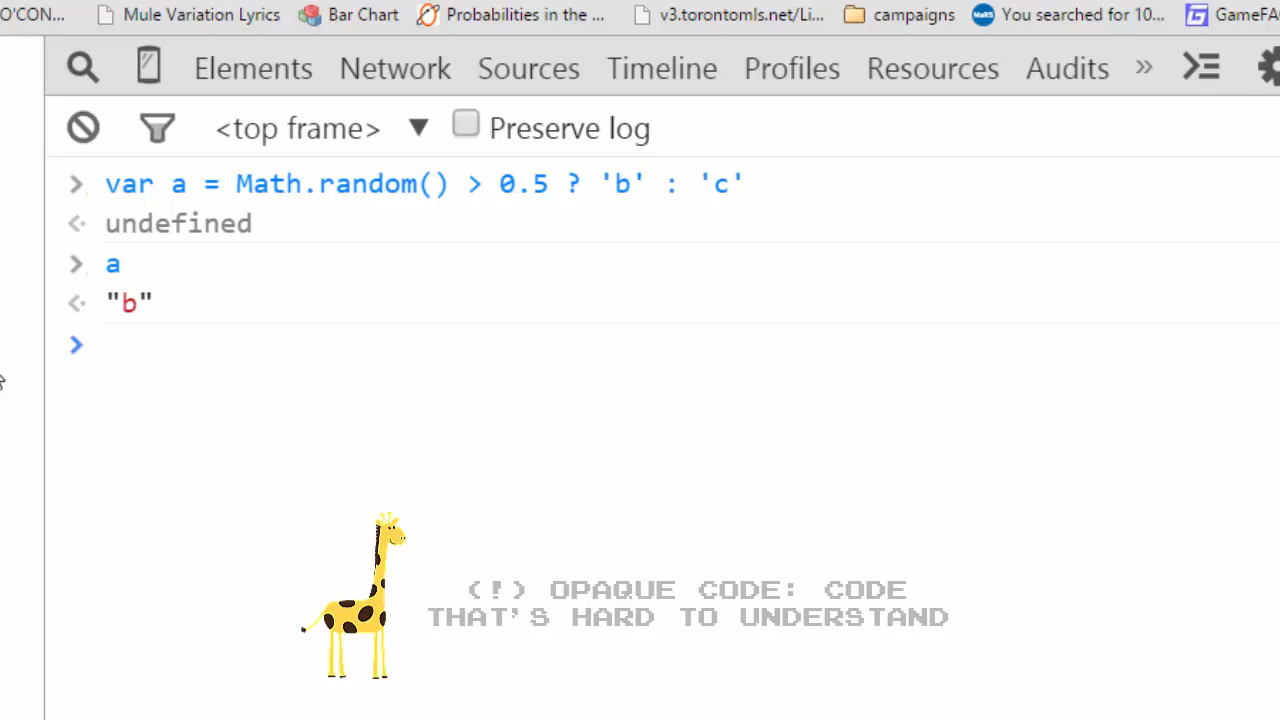 O'CON... Mule Variation Lyrics Bar Chart Probabilities in the ... v3.torontomls.net/Li... campaigns MaRS You searched for 10... GameFA
Elements Network Sources Timeline Profiles Resources Audits »
<top frame> ▼ Preserve log
> var a = Math.random() > 0.5 ? 'b' : 'c'
undefined
> a
"b"
>
(!) OPAQUE CODE: CODE
THAT'S HARD TO UNDERSTAND